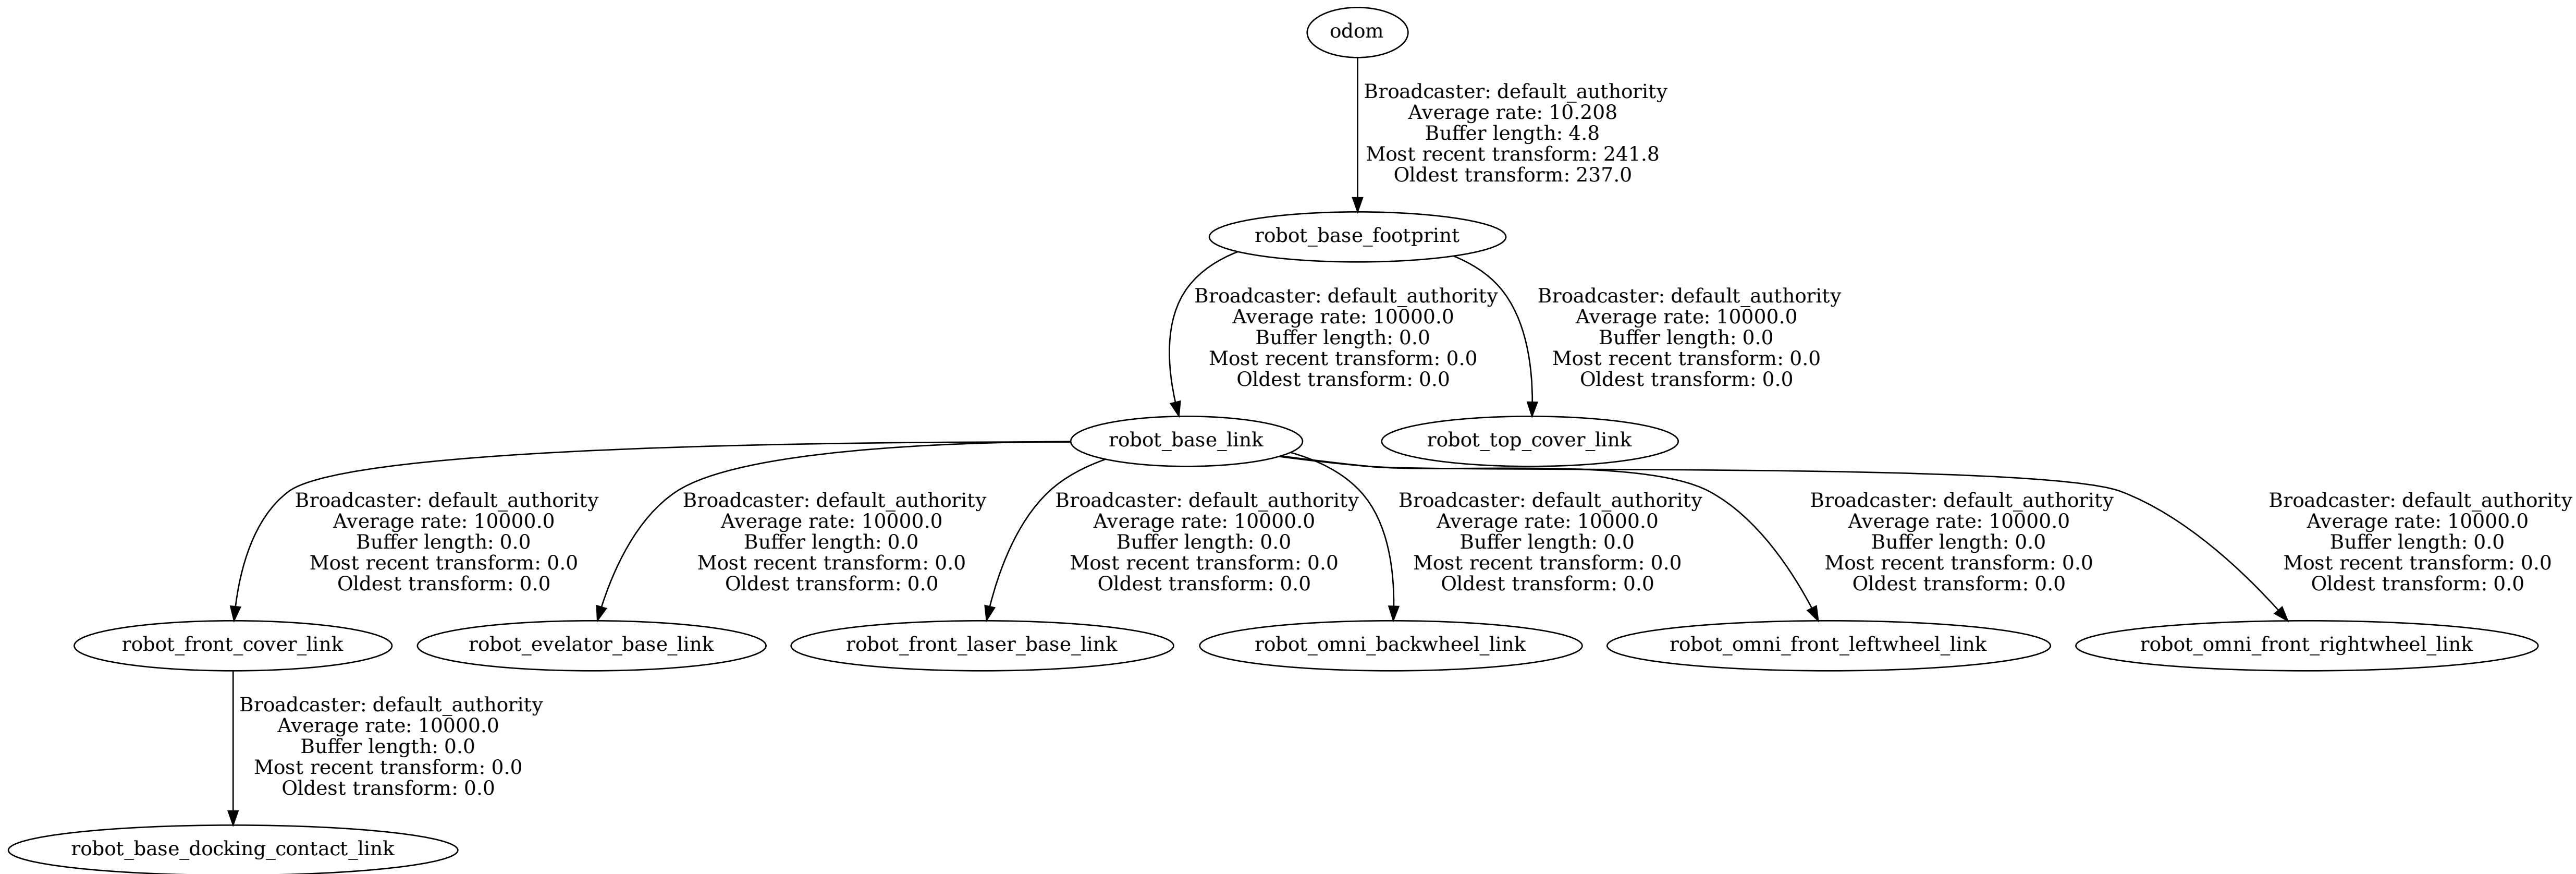 odom
Broadcaster: default_authority
Average rate: 10.208
Buffer length: 4.8
Most recent transform: 241.8
Oldest transform: 237.0
robot_base_footprint
Broadcaster: default_authority
Average rate: 10000.0
Buffer length: 0.0
Most recent transform: 0.0
Oldest transform: 0.0
Broadcaster: default_authority
Average rate: 10000.0
Buffer length: 0.0
Most recent transform: 0.0
Oldest transform: 0.0
robot_base_link
robot_top_cover_link
Broadcaster: default_authority
Average rate: 10000.0
Buffer length: 0.0
Most recent transform: 0.0
Oldest transform: 0.0
Broadcaster: default_authority
Average rate: 10000.0
Buffer length: 0.0
Most recent transform: 0.0
Oldest transform: 0.0
Broadcaster: default_authority
Average rate: 10000.0
Buffer length: 0.0
Most recent transform: 0.0
Oldest transform: 0.0
Broadcaster: default_authority
Average rate: 10000.0
Buffer length: 0.0
Most recent transform: 0.0
Oldest transform: 0.0
Broadcaster: default_authority
Average rate: 10000.0
Buffer length: 0.0
Most recent transform: 0.0
Oldest transform: 0.0
Broadcaster: default_authority
Average rate: 10000.0
Buffer length: 0.0
Most recent transform: 0.0
Oldest transform: 0.0
robot_front_cover_link
robot_evelator_base_link
robot_front_laser_base_link
robot_omni_backwheel_link
robot_omni_front_leftwheel_link
robot_omni_front_rightwheel_link
Broadcaster: default_authority
Average rate: 10000.0
Buffer length: 0.0
Most recent transform: 0.0
Oldest transform: 0.0
robot_base_docking_contact_link